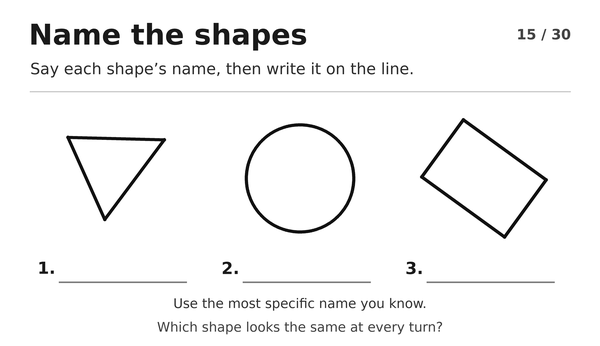 Name the shapes
15 / 30
Say each shape’s name, then write it on the line.
1.
2.
3.
Use the most specific name you know.
Which shape looks the same at every turn?